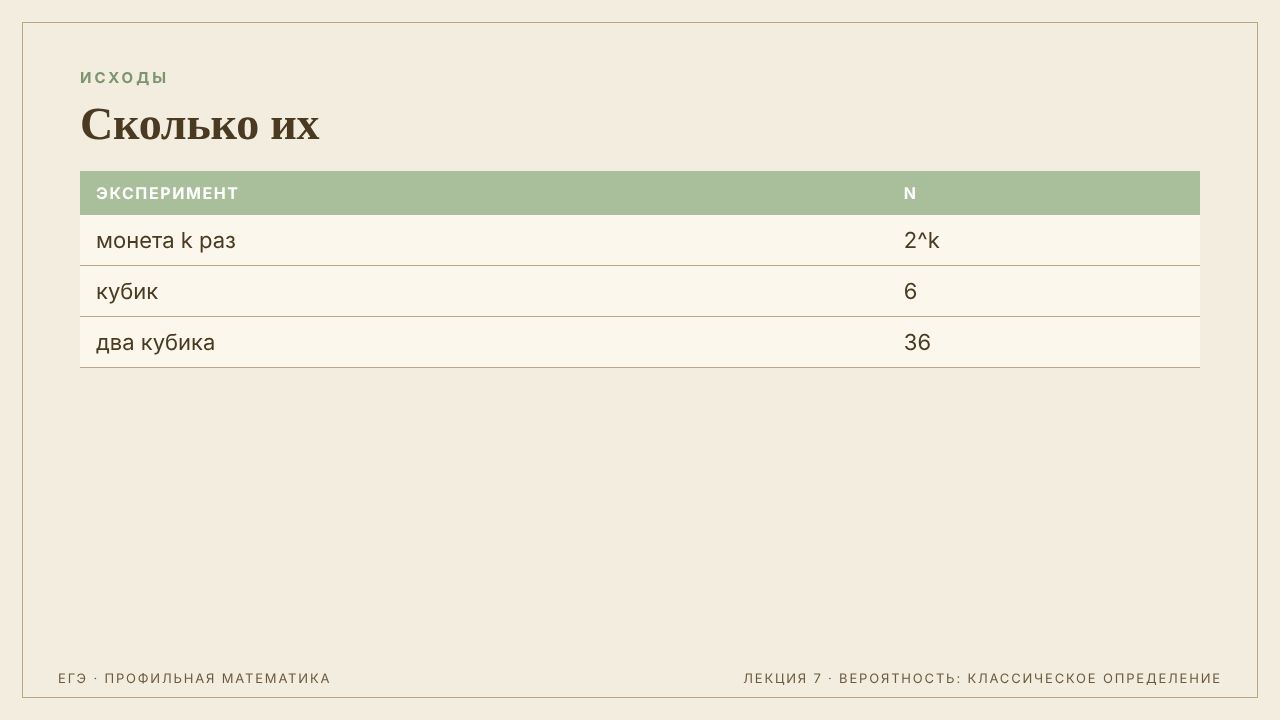 ИСХОДЫ
Сколько их
ЭКСПЕРИМЕНТ N
монета k раз 2^k
кубик 6
два кубика 36
ЕГЭ · ПРОФИЛЬНАЯ МАТЕМАТИКА ЛЕКЦИЯ 7 · ВЕРОЯТНОСТЬ: КЛАССИЧЕСКОЕ ОПРЕДЕЛЕНИЕ